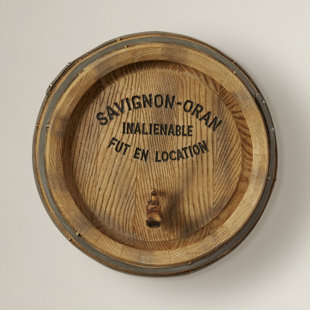 SAVIGNON-ORAN
INALIENABLE
FUT EN LOCATION